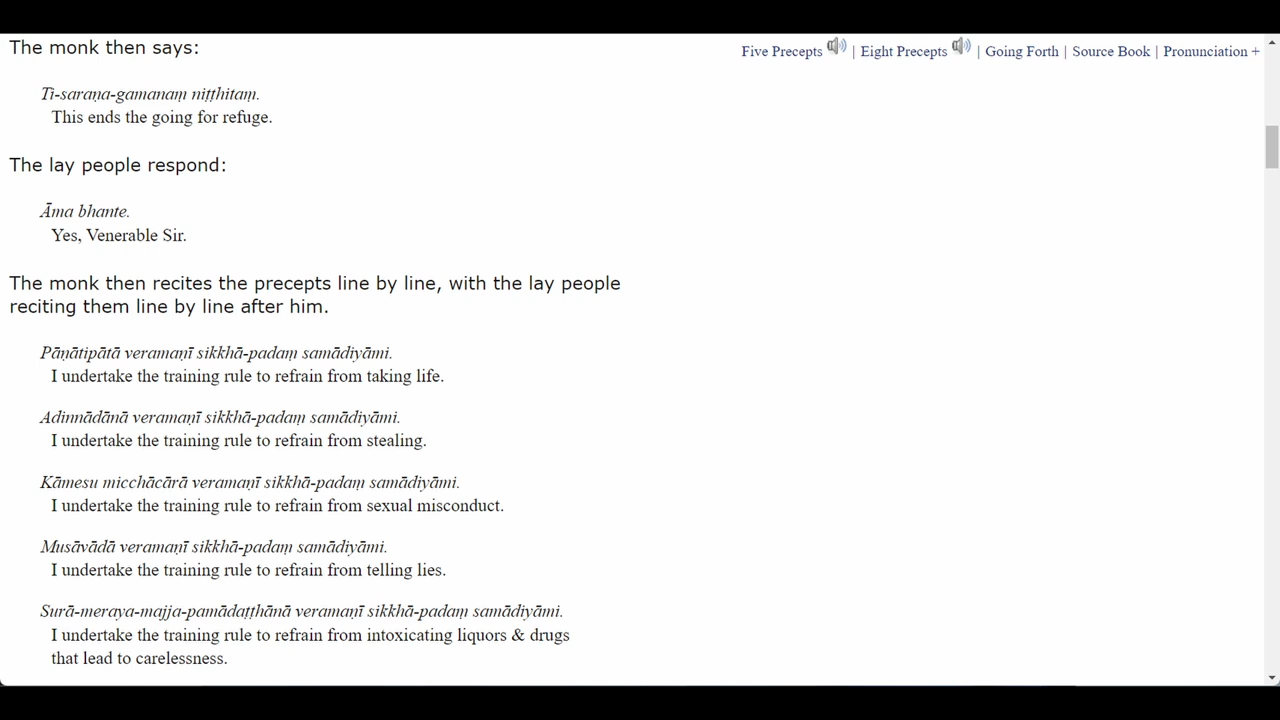 The monk then says:
Five Precepts | Eight Precepts | Going Forth | Source Book | Pronunciation +
Ti-saraṇa-gamanaṃ niṭṭhitaṃ.
This ends the going for refuge.
The lay people respond:
Āma bhante.
Yes, Venerable Sir.
The monk then recites the precepts line by line, with the lay people
reciting them line by line after him.
Pāṇātipātā veramaṇī sikkhā-padaṃ samādiyāmi.
I undertake the training rule to refrain from taking life.
Adinnādānā veramaṇī sikkhā-padaṃ samādiyāmi.
I undertake the training rule to refrain from stealing.
Kāmesu micchācārā veramaṇī sikkhā-padaṃ samādiyāmi.
I undertake the training rule to refrain from sexual misconduct.
Musāvādā veramaṇī sikkhā-padaṃ samādiyāmi.
I undertake the training rule to refrain from telling lies.
Surā-meraya-majja-pamādaṭṭhānā veramaṇī sikkhā-padaṃ samādiyāmi.
I undertake the training rule to refrain from intoxicating liquors & drugs
that lead to carelessness.